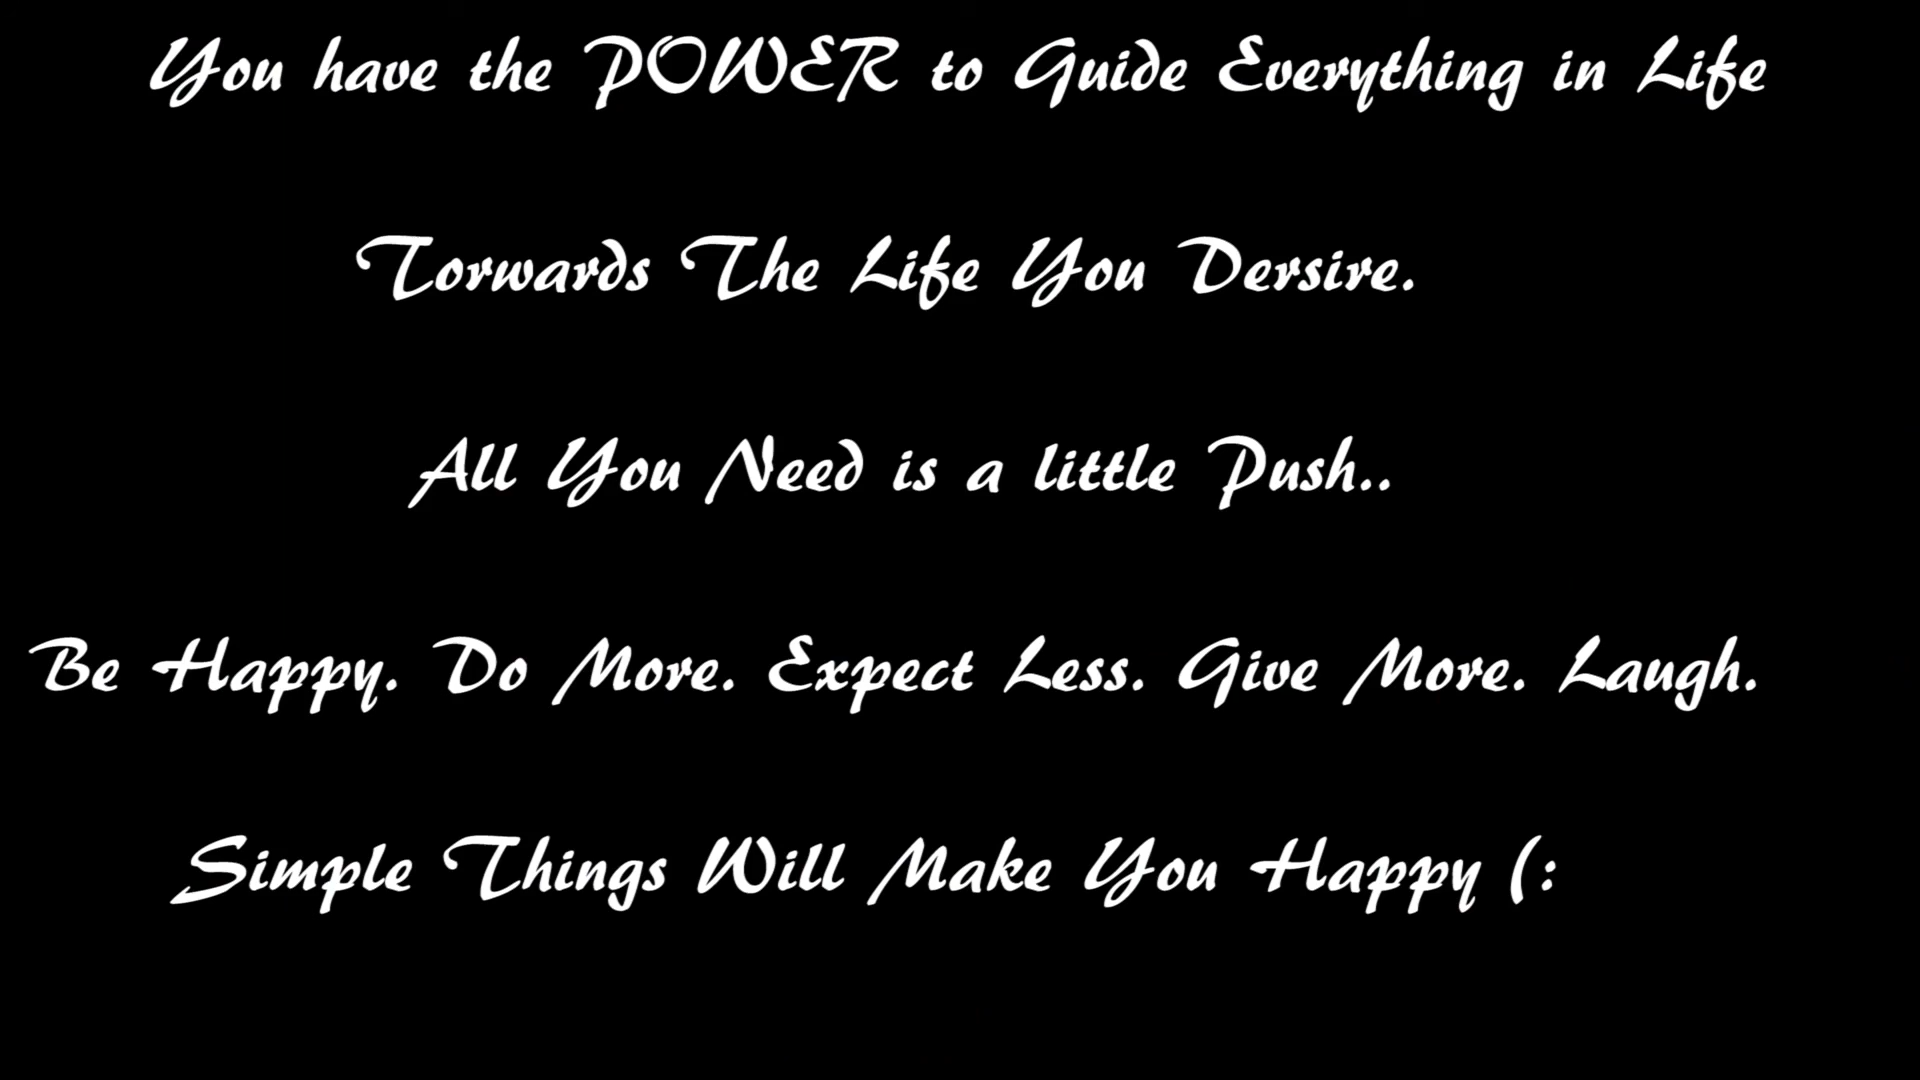 You have the POWER to Guide Everything in Life
Torwards The Life You Dersire.
All You Need is a little Push..
Be Happy. Do More. Expect Less. Give More. Laugh.
Simple Things Will Make You Happy (: